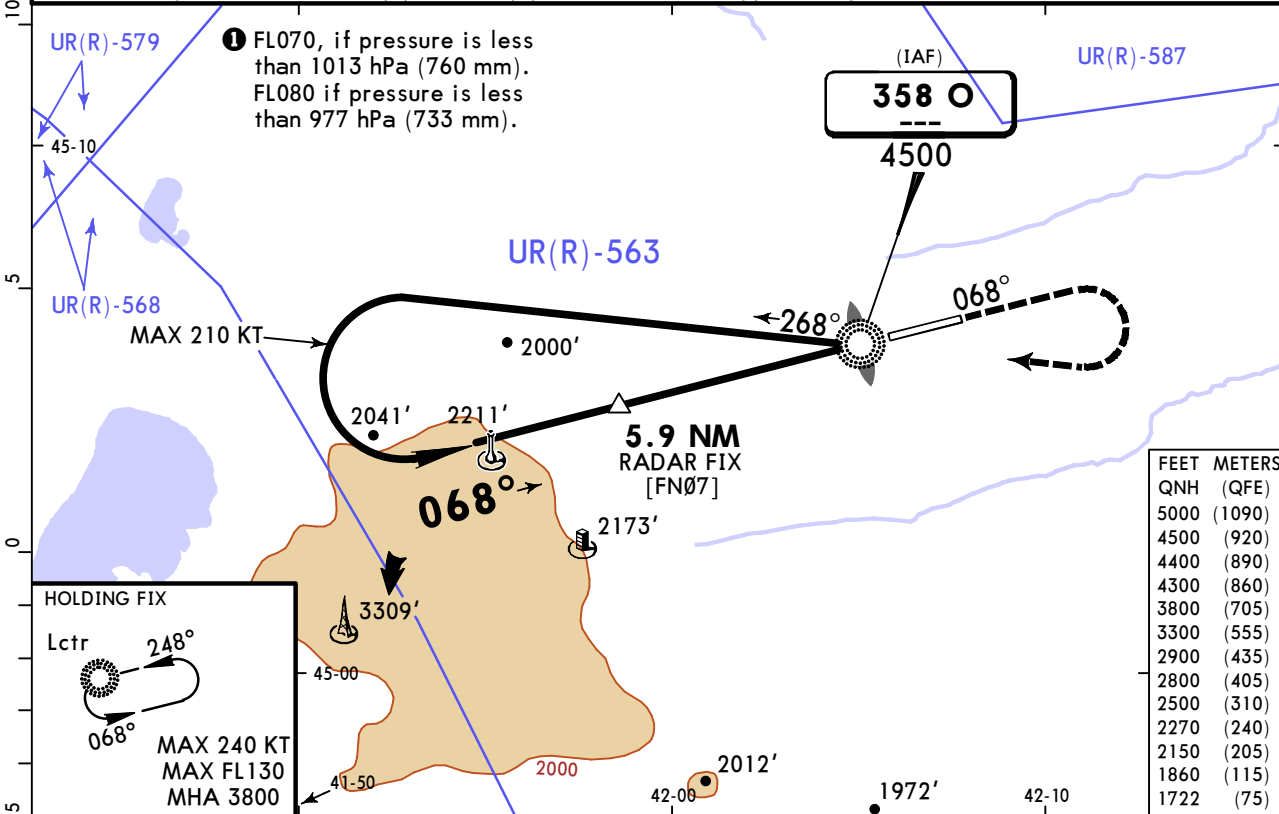 10
UR(R)-579
❶ FL070, if pressure is less
than 1013 hPa (760 mm).
FL080 if pressure is less
than 977 hPa (733 mm).
(IAF)
358 O
---
4500
UR(R)-587
45-10
UR(R)-563
5
UR(R)-568
MAX 210 KT
268°
068°
2000'
2041'
2211'
5.9 NM
RADAR FIX
[FNØ7]
068°
2173'
0
3309'
45-00
HOLDING FIX
Lctr
248°
068°
MAX 240 KT
MAX FL130
MHA 3800
41-50
2000
2012'
42-00
1972'
42-10
5
FEET METERS
QNH (QFE)
5000 (1090)
4500 (920)
4400 (890)
4300 (860)
3800 (705)
3300 (555)
2900 (435)
2800 (405)
2500 (310)
2270 (240)
2150 (205)
1860 (115)
1722 (75)